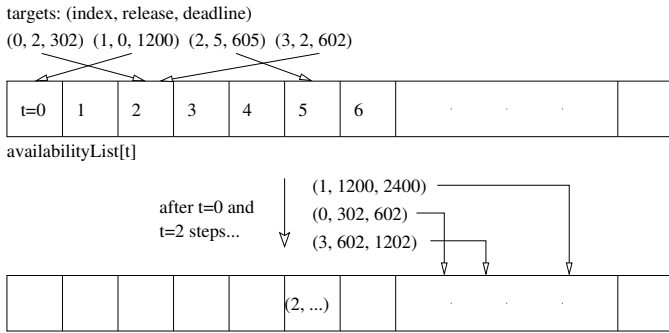 targets: (index, release, deadline)
(0, 2, 302) (1, 0, 1200) (2, 5, 605) (3, 2, 602)
t=0 1 2 3 4 5 6 . . .
availabilityList[t]
after t=0 and
t=2 steps...
(1, 1200, 2400)
(0, 302, 602)
(3, 602, 1202)
(2, ...) . . .